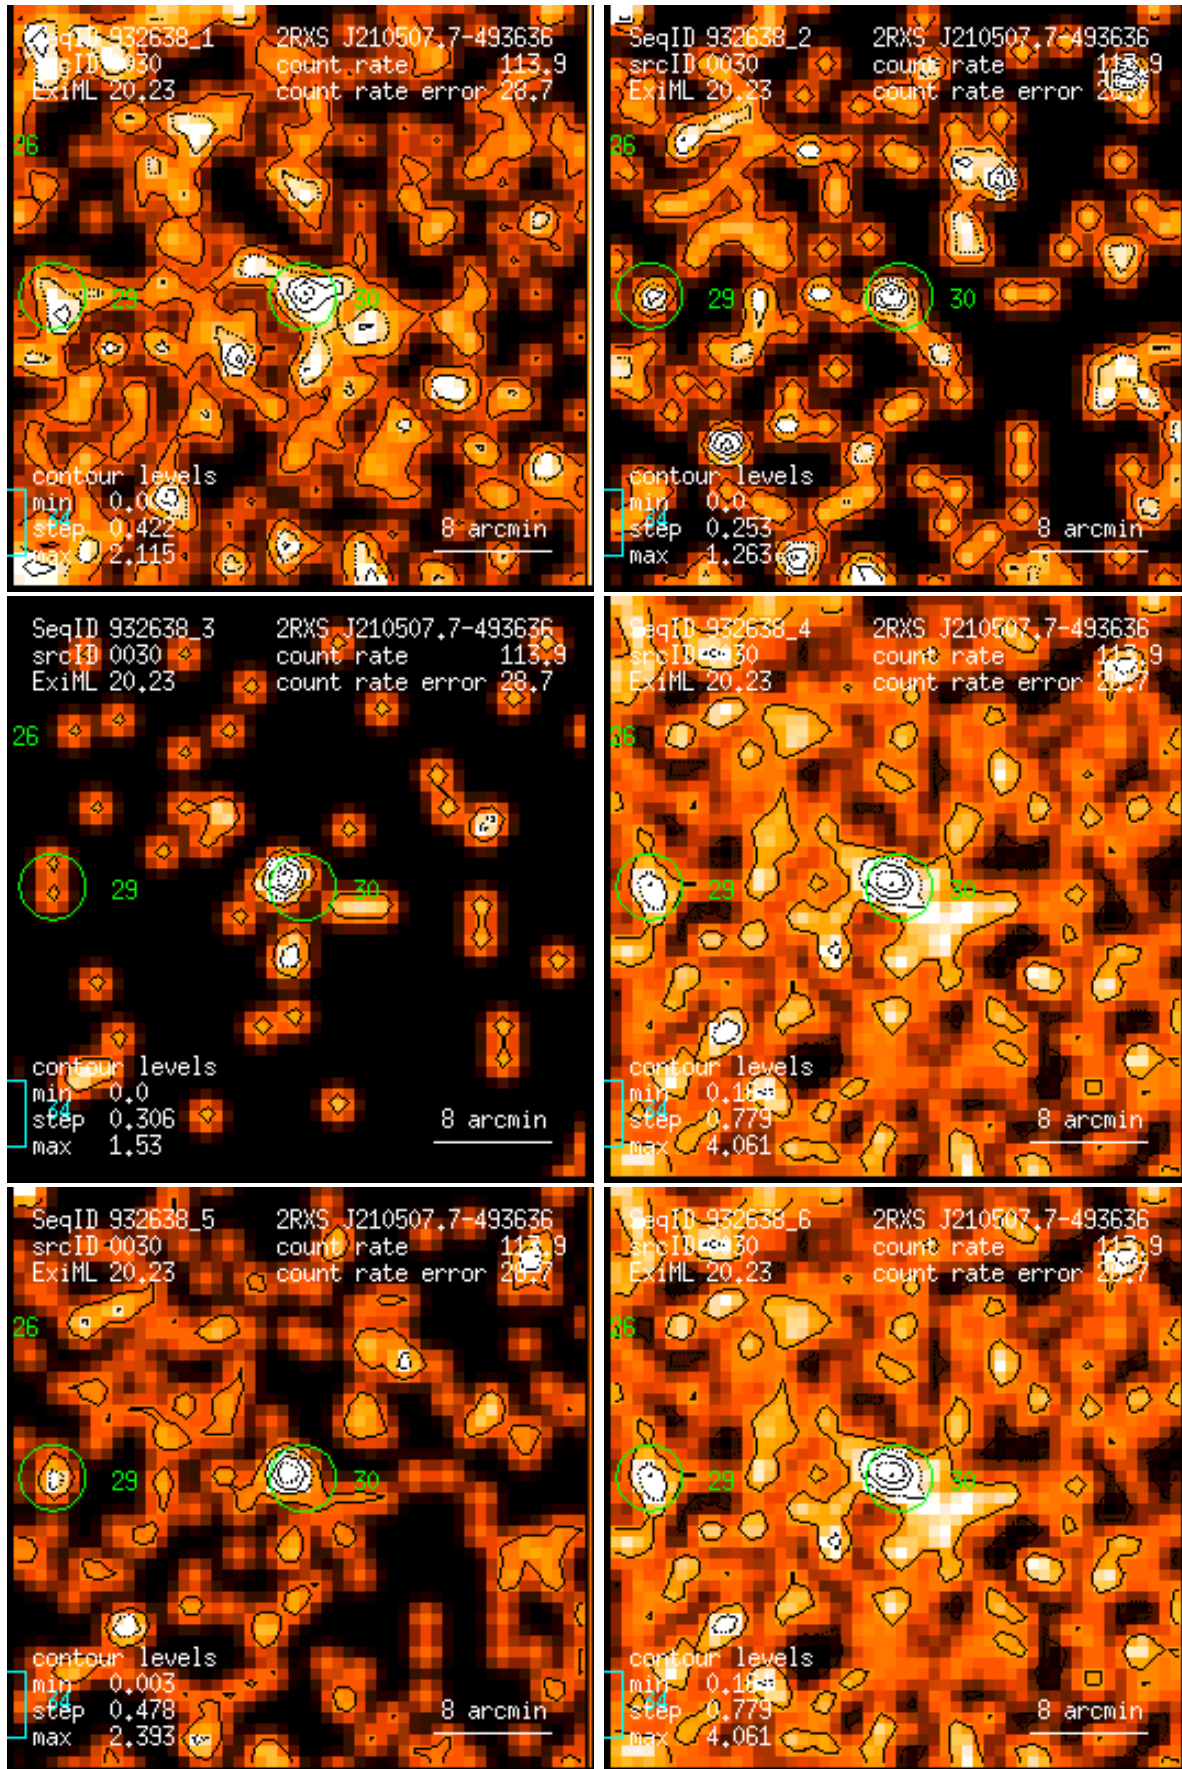 SeqID 932638_1 2RXS J210507.7-493636
srcID 0030 count rate 113.9
ExiML 20.23 count rate error 28.7
26
29 30
contour levels
min 0.0
step 0.422
34
max 2.115
8 arcmin
SeqID 932638_2 2RXS J210507.7-493636
srcID 0030 count rate 113.9
ExiML 20.23 count rate error 28.7
26
29 30
contour levels
min 0.0
step 0.253
34
max 1.263
8 arcmin
SeqID 932638_3 2RXS J210507.7-493636
srcID 0030 count rate 113.9
ExiML 20.23 count rate error 28.7
26
29 30
contour levels
min 0.0
step 0.306
34
max 1.53
8 arcmin
SeqID 932638_4 2RXS J210507.7-493636
srcID 0030 count rate 113.9
ExiML 20.23 count rate error 28.7
26
29 30
contour levels
min
step 0.779
34
max 4.061
8 arcmin
SeqID 932638_5 2RXS J210507.7-493636
srcID 0030 count rate 113.9
ExiML 20.23 count rate error 28.7
26
29 30
contour levels
min 0.003
step 0.478
34
max 2.393
8 arcmin
SeqID 932638_6 2RXS J210507.7-493636
srcID 0030 count rate 113.9
ExiML 20.23 count rate error 28.7
26
29 30
contour levels
min
step 0.779
34
max 4.061
8 arcmin